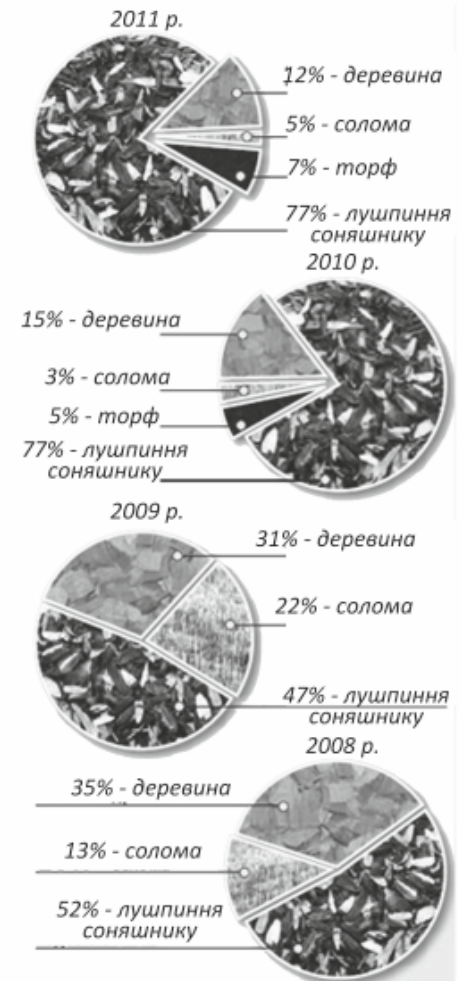 2011 р.
12% - деревина
5% - солома
7% - торф
77% - лушпиння
соняшнику
2010 р.
15% - деревина
3% - солома
5% - торф
77% - лушпиння
соняшнику
2009 р.
31% - деревина
22% - солома
47% - лушпиння
соняшнику
2008 р.
35% - деревина
13% - солома
52% - лушпиння
соняшнику